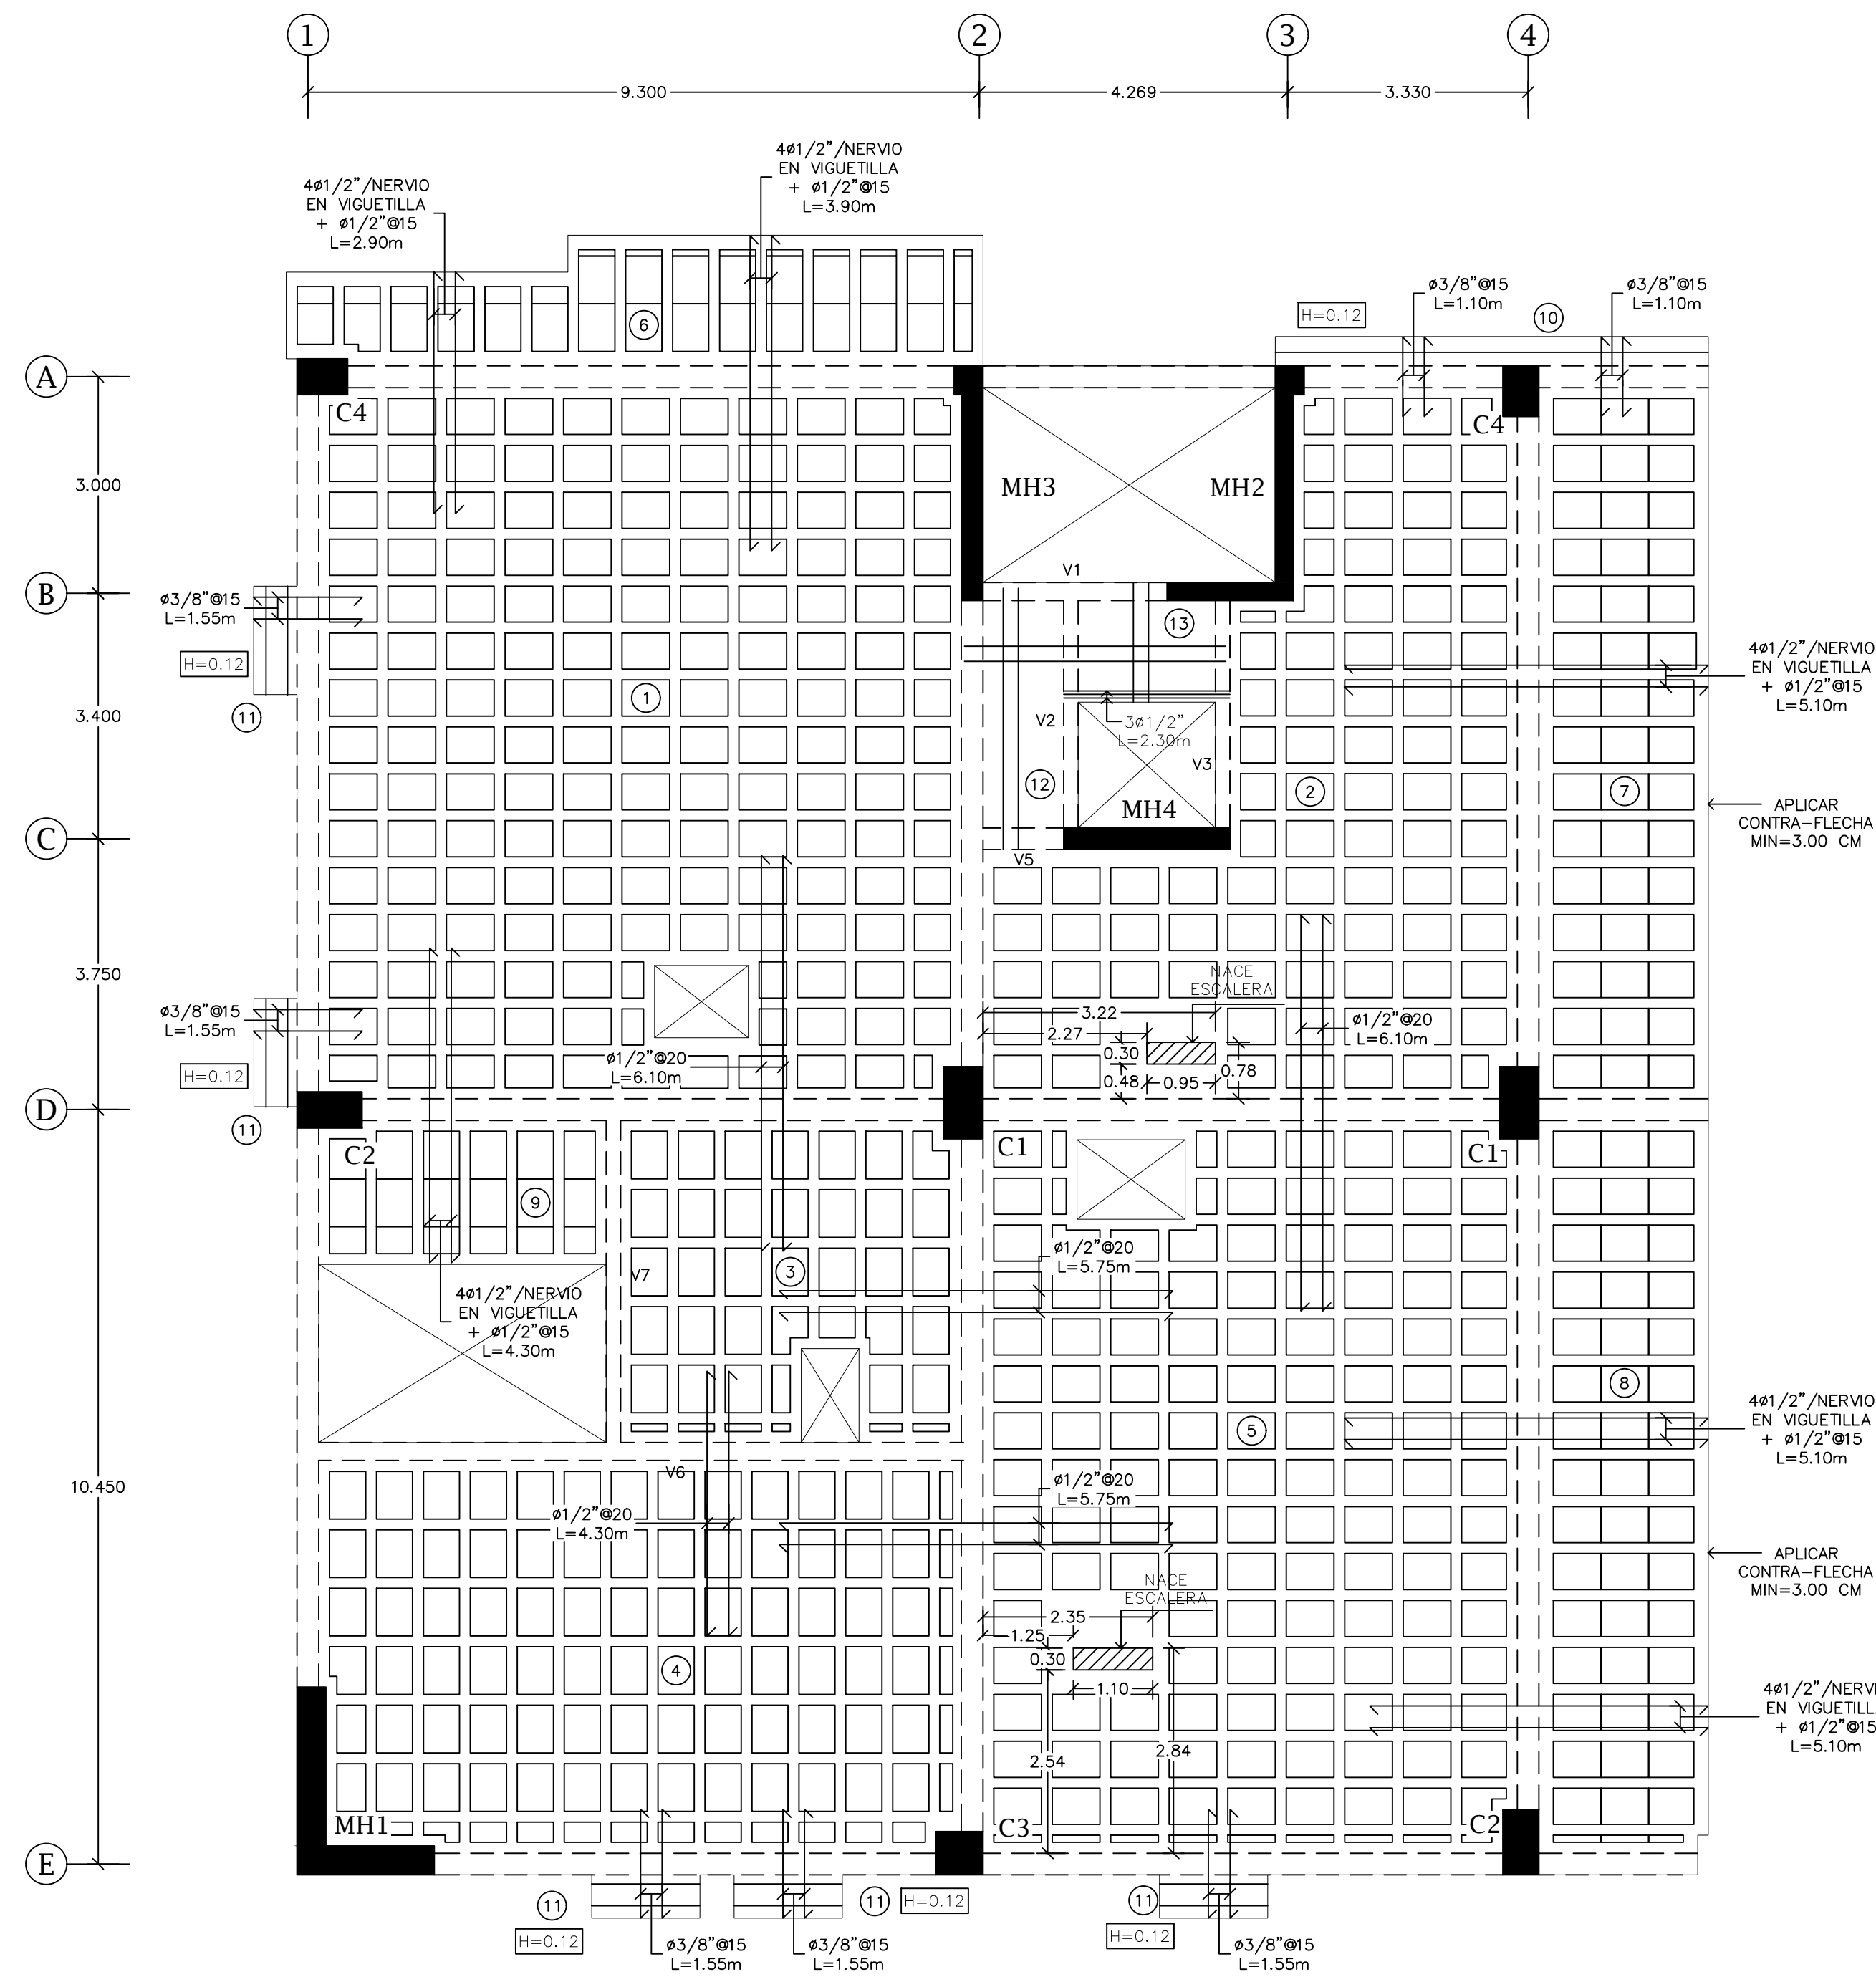 1
2
3
4
9.300
4.269
3.330
4ø1/2"/NERVIO
EN VIGUETILLA
+ ø1/2"@15
L=3.90m
4ø1/2"/NERVIO
EN VIGUETILLA
+ ø1/2"@15
L=2.90m
ø3/8"@15
L=1.10m
ø3/8"@15
L=1.10m
H=0.12
10
6
A
C4
C4
3.000
MH3
MH2
B
V1
ø3/8"@15
L=1.55m
13
H=0.12
4ø1/2"/NERVIO
EN VIGUETILLA
+ ø1/2"@15
L=5.10m
1
11
3.400
V2
3ø1/2"
L=2.30m
V3
12
2
7
MH4
APLICAR
CONTRA-FLECHA
MIN=3.00 CM
C
V5
3.750
NACE
ESCALERA
ø3/8"@15
L=1.55m
3.22
2.27
ø1/2"@20
L=6.10m
0.30
0.48
0.95
0.78
ø1/2"@20
L=6.10m
H=0.12
D
11
C2
C1
C1
9
ø1/2"@20
L=5.75m
V7
3
4ø1/2"/NERVIO
EN VIGUETILLA
+ ø1/2"@15
L=4.30m
8
4ø1/2"/NERVIO
EN VIGUETILLA
+ ø1/2"@15
L=5.10m
5
10.450
V6
ø1/2"@20
L=5.75m
ø1/2"@20
L=4.30m
APLICAR
CONTRA-FLECHA
MIN=3.00 CM
NACE
ESCALERA
2.35
1.25
0.30
1.10
4
4ø1/2"/NERVI
EN VIGUETILL
+ ø1/2"@15
L=5.10m
2.54
2.84
MH1
C3
C2
E
11
H=0.12
11
H=0.12
11
H=0.12
ø3/8"@15
L=1.55m
ø3/8"@15
L=1.55m
ø3/8"@15
L=1.55m